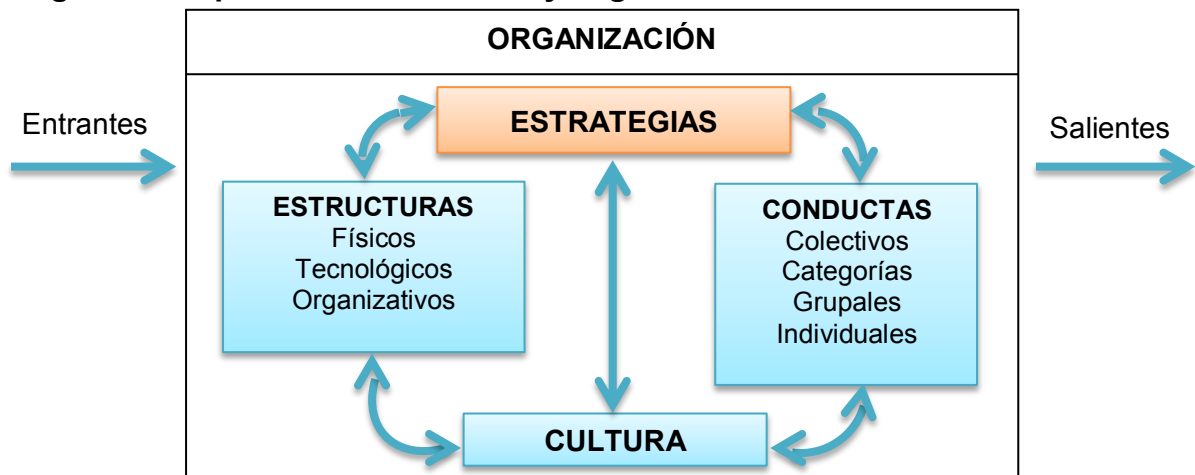 ORGANIZACIÓN
Entrantes
ESTRATEGIAS
Salientes
ESTRUCTURAS
Físicos
Tecnológicos
Organizativos
CONDUCTAS
Colectivos
Categorías
Grupales
Individuales
CULTURA